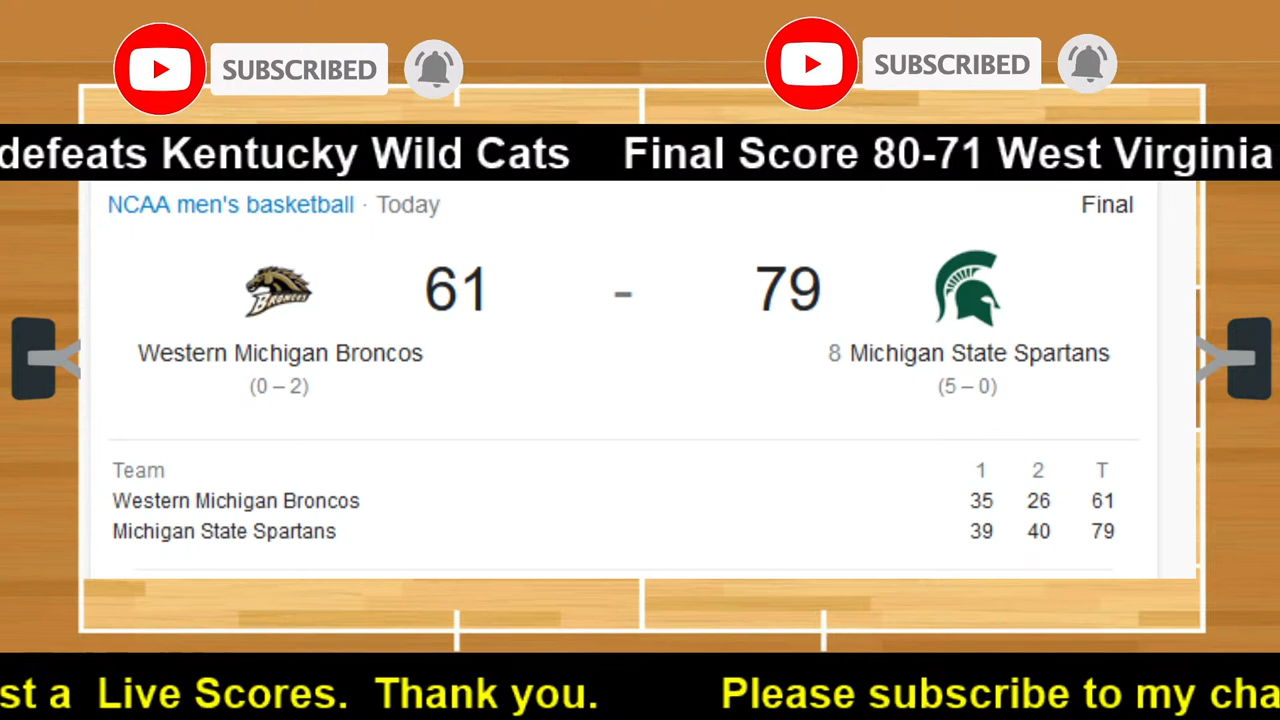 SUBSCRIBED
SUBSCRIBED
defeats Kentucky Wild Cats Final Score 80-71 West Virginia
NCAA men's basketball · Today Final
61 - 79
BRONCOS
Western Michigan Broncos 8 Michigan State Spartans
(0 – 2) (5 – 0)
Team 1 2 T
Western Michigan Broncos 35 26 61
Michigan State Spartans 39 40 79
st a Live Scores. Thank you. Please subscribe to my cha